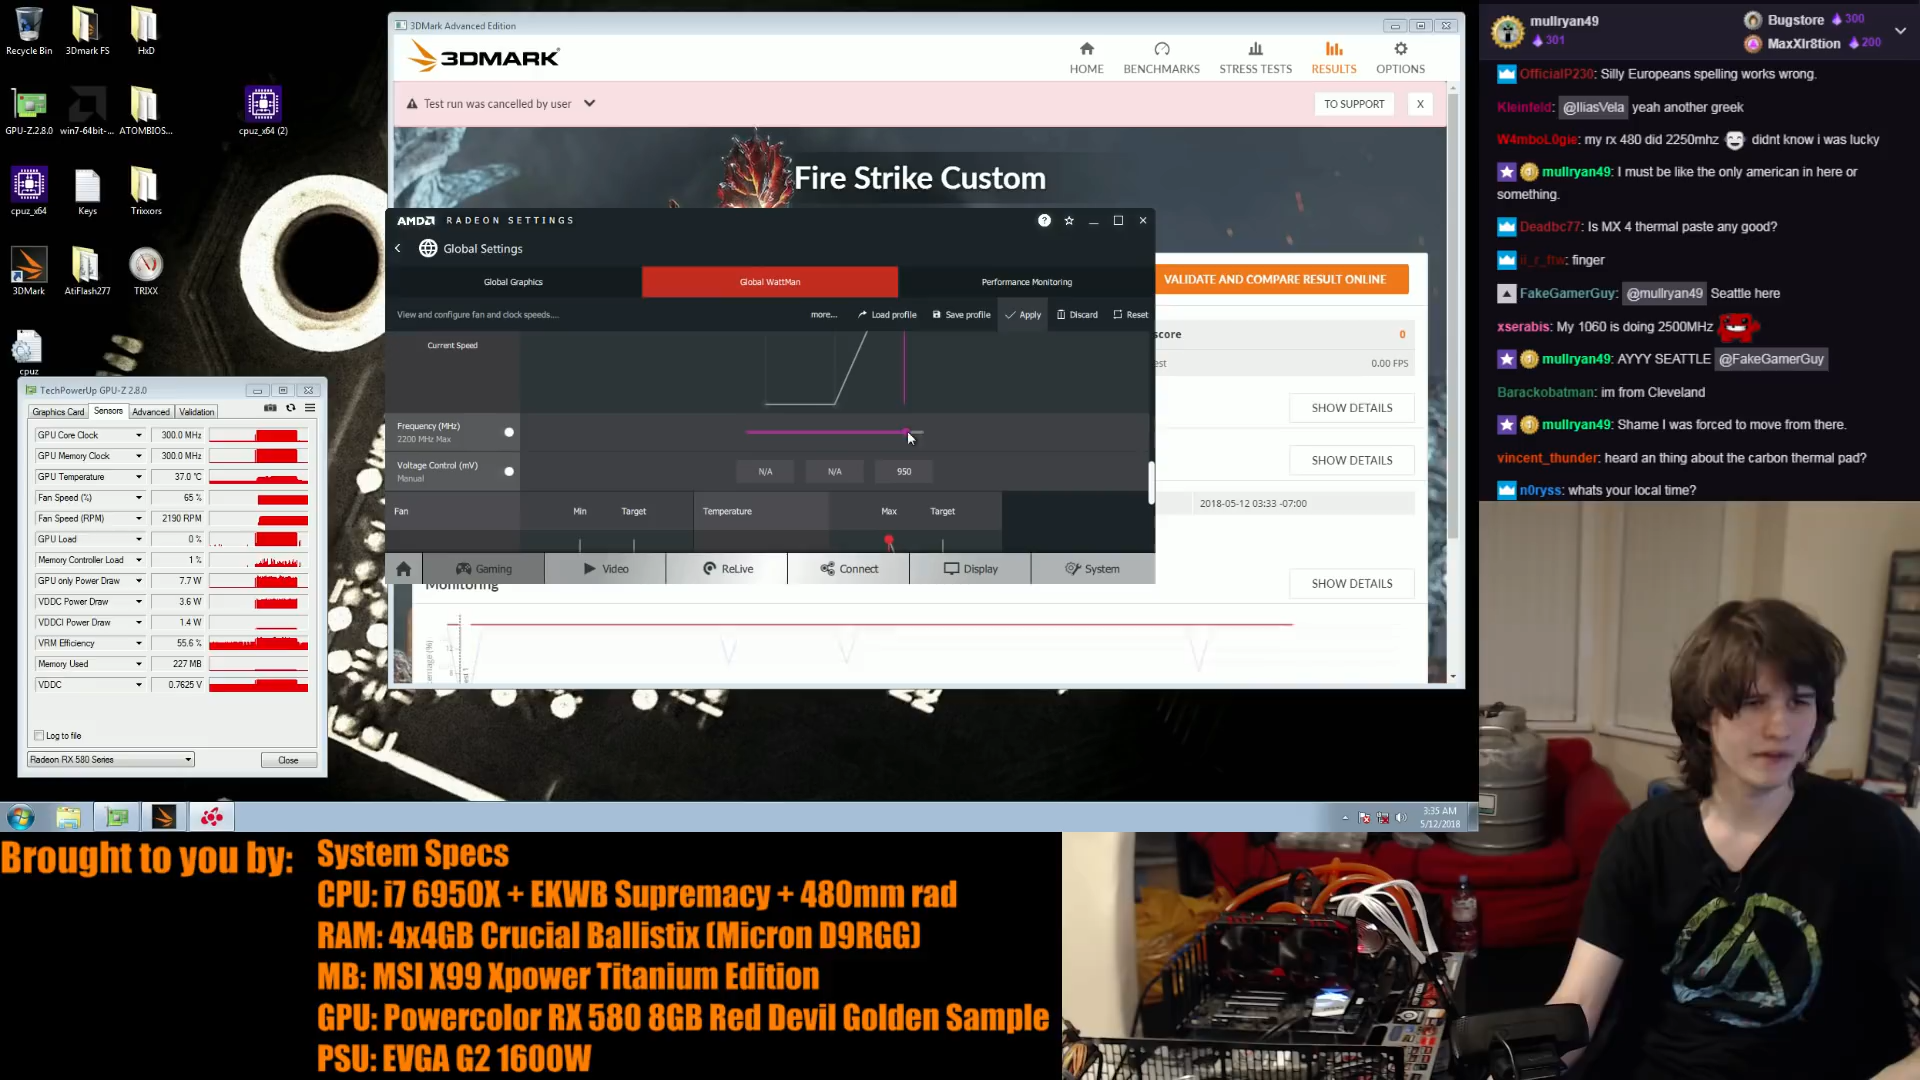 Recycle Bin
3Dmark FS
HxD
GPU-Z.2.8.0
win7-64bit-...
ATOMBIOS...
cpuz_x64 (2)
cpuz_x64
Keys
Trixxors
3DMark
AtiFlash277
TRIXX
cpuz
3DMark Advanced Edition
3DMARK
HOME
BENCHMARKS
STRESS TESTS
RESULTS
OPTIONS
Test run was cancelled by user
TO SUPPORT
X
Fire Strike Custom
VALIDATE AND COMPARE RESULT ONLINE
score
0
est
0.00 FPS
SHOW DETAILS
SHOW DETAILS
2018-05-12 03:33 -07:00
SHOW DETAILS
Monitoring
AMD RADEON SETTINGS
Global Settings
Global Graphics
Global WattMan
Performance Monitoring
View and configure fan and clock speeds....
more...
Load profile
Save profile
Apply
Discard
Reset
Current Speed
Frequency (MHz)
2200 MHz Max
Voltage Control (mV)
Manual
N/A
N/A
950
Fan
Min
Target
Temperature
Max
Target
Gaming
Video
ReLive
Connect
Display
System
TechPowerUp GPU-Z 2.8.0
Graphics Card
Sensors
Advanced
Validation
GPU Core Clock 300.0 MHz
GPU Memory Clock 300.0 MHz
GPU Temperature 37.0 °C
Fan Speed (%) 65 %
Fan Speed (RPM) 2190 RPM
GPU Load 0 %
Memory Controller Load 1 %
GPU only Power Draw 7.7 W
VDDC Power Draw 3.6 W
VDDCI Power Draw 1.4 W
VRM Efficiency 55.6 %
Memory Used 227 MB
VDDC 0.7625 V
Log to file
Radeon RX 580 Series
Close
3:35 AM
5/12/2018
mullryan49
301
Bugstore 300
MaxXlr8tion 200
OfficialP230: Silly Europeans spelling works wrong.
Kleinfeld: @IliasVela yeah another greek
W4mboL0gie: my rx 480 did 2250mhz didnt know i was lucky
mullryan49: I must be like the only american in here or
something.
Deadbc77: Is MX 4 thermal paste any good?
il_r_ftw: finger
FakeGamerGuy: @mullryan49 Seattle here
xserabis: My 1060 is doing 2500MHz
mullryan49: AYYY SEATTLE @FakeGamerGuy
Barackobatman: im from Cleveland
mullryan49: Shame I was forced to move from there.
vincent_thunder: heard an thing about the carbon thermal pad?
n0ryss: whats your local time?
Brought to you by:
System Specs
CPU: i7 6950X + EKWB Supremacy + 480mm rad
RAM: 4x4GB Crucial Ballistix (Micron D9RGG)
MB: MSI X99 Xpower Titanium Edition
GPU: Powercolor RX 580 8GB Red Devil Golden Sample
PSU: EVGA G2 1600W